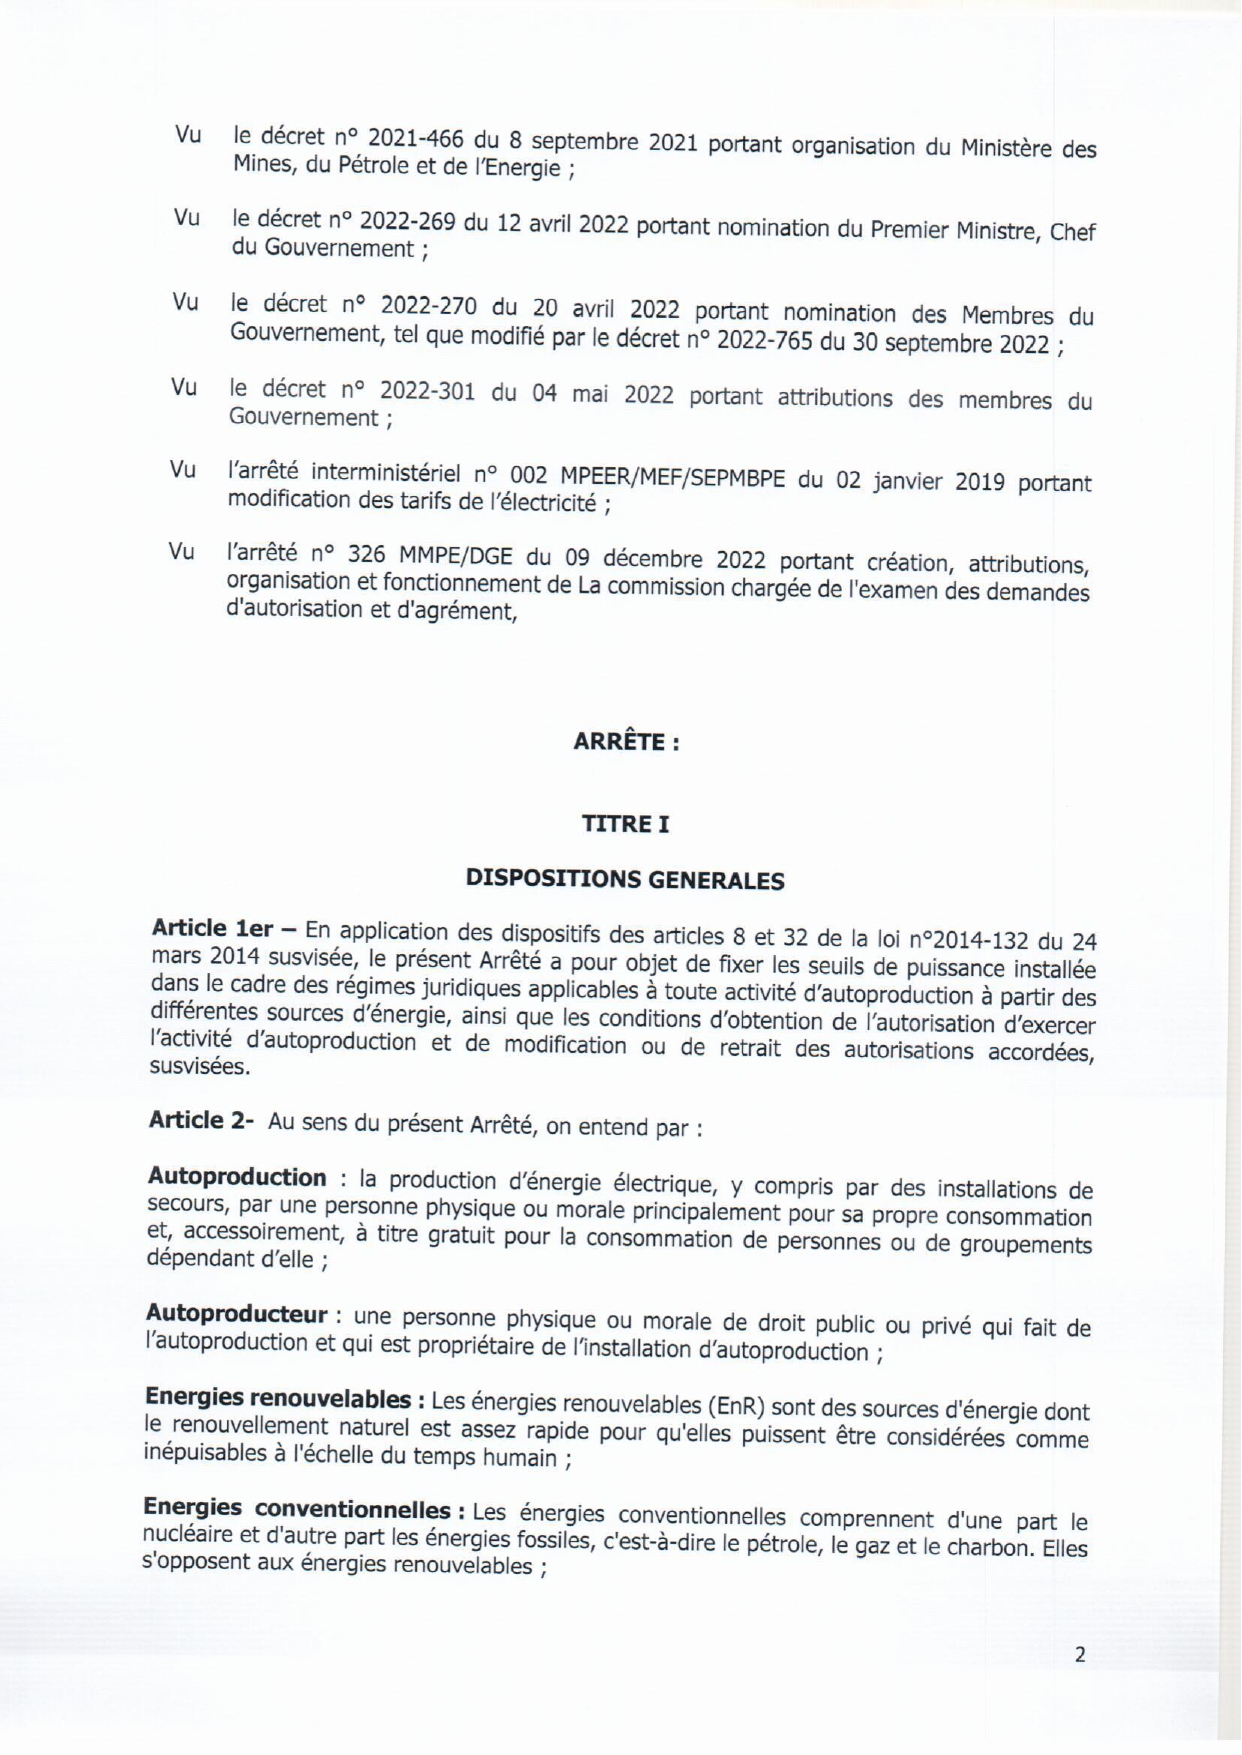 Vu le décret n° 2021-466 du 8 septembre 2021 portant organisation du Ministère des
Mines, du Pétrole et de l'Energie ;
Vu le décret n° 2022-269 du 12 avril 2022 portant nomination du Premier Ministre, Chef
du Gouvernement ;
Vu le décret n° 2022-270 du 20 avril 2022 portant nomination des Membres du
Gouvernement, tel que modifié par le décret n° 2022-765 du 30 septembre 2022 ;
Vu le décret n° 2022-301 du 04 mai 2022 portant attributions des membres du
Gouvernement ;
Vu l'arrêté interministériel n° 002 MPEER/MEF/SEPMBPE du 02 janvier 2019 portant
modification des tarifs de l'électricité ;
Vu l'arrêté n° 326 MMPE/DGE du 09 décembre 2022 portant création, attributions,
organisation et fonctionnement de La commission chargée de l'examen des demandes
d'autorisation et d'agrément,
ARRÊTE :
TITRE I
DISPOSITIONS GENERALES
Article 1er – En application des dispositifs des articles 8 et 32 de la loi n°2014-132 du 24
mars 2014 susvisée, le présent Arrêté a pour objet de fixer les seuils de puissance installée
dans le cadre des régimes juridiques applicables à toute activité d'autoproduction à partir des
différentes sources d'énergie, ainsi que les conditions d'obtention de l'autorisation d'exercer
l'activité d'autoproduction et de modification ou de retrait des autorisations accordées,
susvisées.
Article 2- Au sens du présent Arrêté, on entend par :
Autoproduction : la production d'énergie électrique, y compris par des installations de
secours, par une personne physique ou morale principalement pour sa propre consommation
et, accessoirement, à titre gratuit pour la consommation de personnes ou de groupements
dépendant d'elle ;
Autoproducteur : une personne physique ou morale de droit public ou privé qui fait de
l'autoproduction et qui est propriétaire de l'installation d'autoproduction ;
Energies renouvelables : Les énergies renouvelables (EnR) sont des sources d'énergie dont
le renouvellement naturel est assez rapide pour qu'elles puissent être considérées comme
inépuisables à l'échelle du temps humain ;
Energies conventionnelles : Les énergies conventionnelles comprennent d'une part le
nucléaire et d'autre part les énergies fossiles, c'est-à-dire le pétrole, le gaz et le charbon. Elles
s'opposent aux énergies renouvelables ;
2